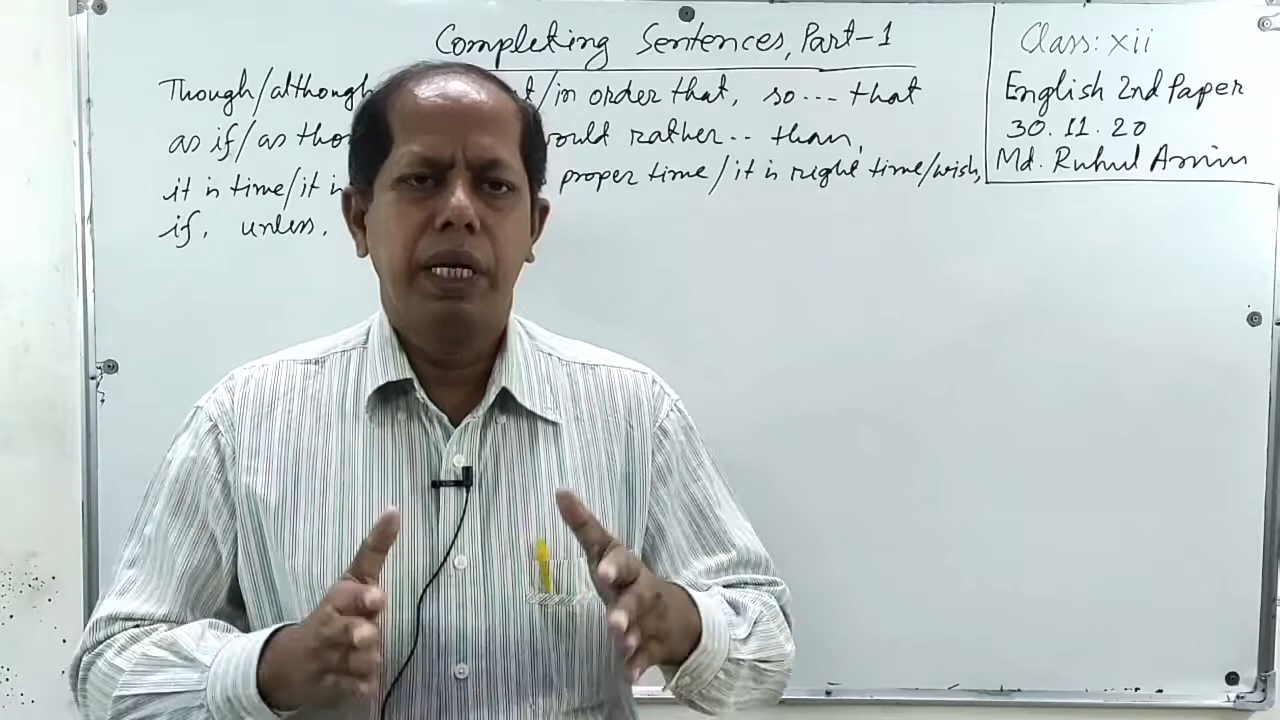 Completing Sentences, Part-1
Though/although /in order that, so... that
as if/as would rather.. than,
it is time/it proper time/it is right time/wish,
if, unless.
Class: xii
English 2nd Paper
30.11.20
Md. Ruhul Amin